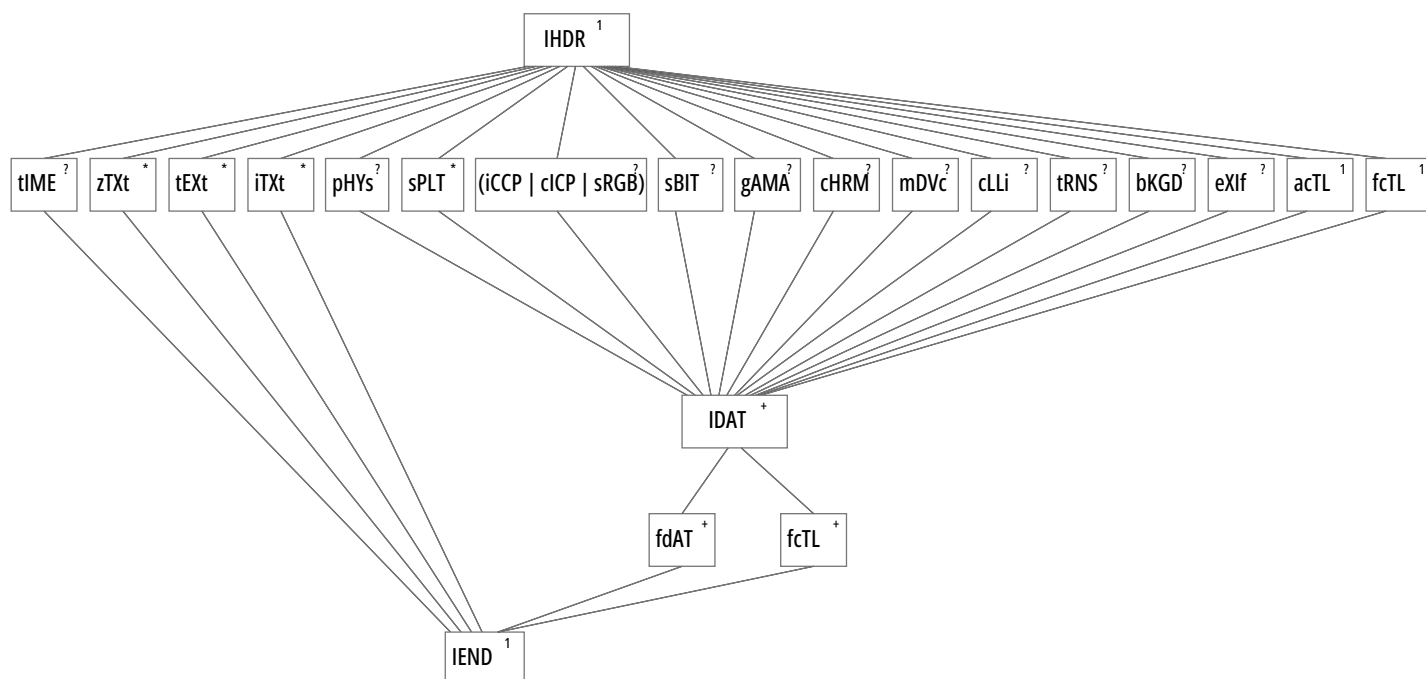 IHDR 1
tIME ? zTXt * tEXt * iTXt * pHYs ? sPLT * (iCCP | cICP | sRGB) ? sBIT ? gAMA ? cHRM ? mDVc ? cLLi ? tRNS ? bKGD ? eXIf ? acTL 1 fcTL 1
IDAT +
fdAT + fcTL +
IEND 1